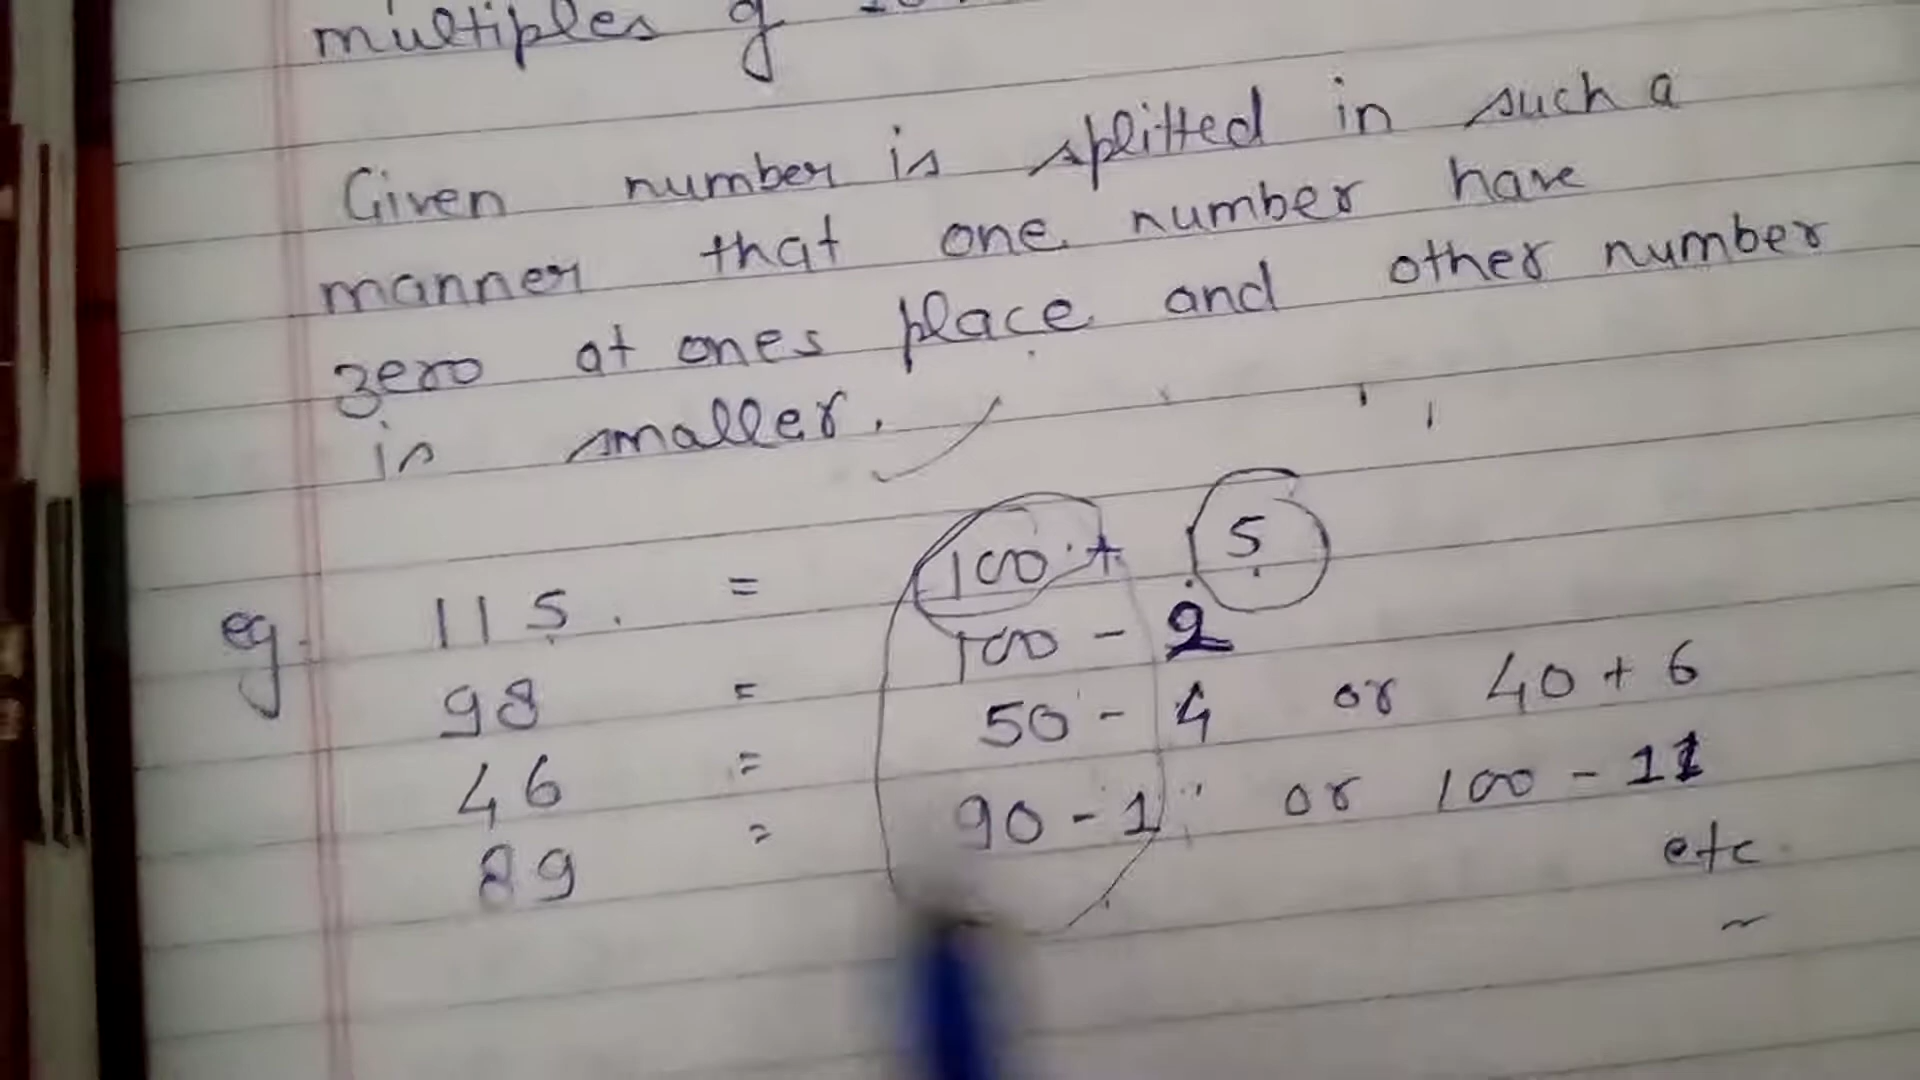 multiples of
Given number is splitted in such a
manner that one number have
zero at ones place and other number
is smaller.
eg. 115. = 100 + 5
98 = 100 - 2
46 = 50 - 4 or 40 + 6
89 = 90 - 1 or 100 - 11
etc